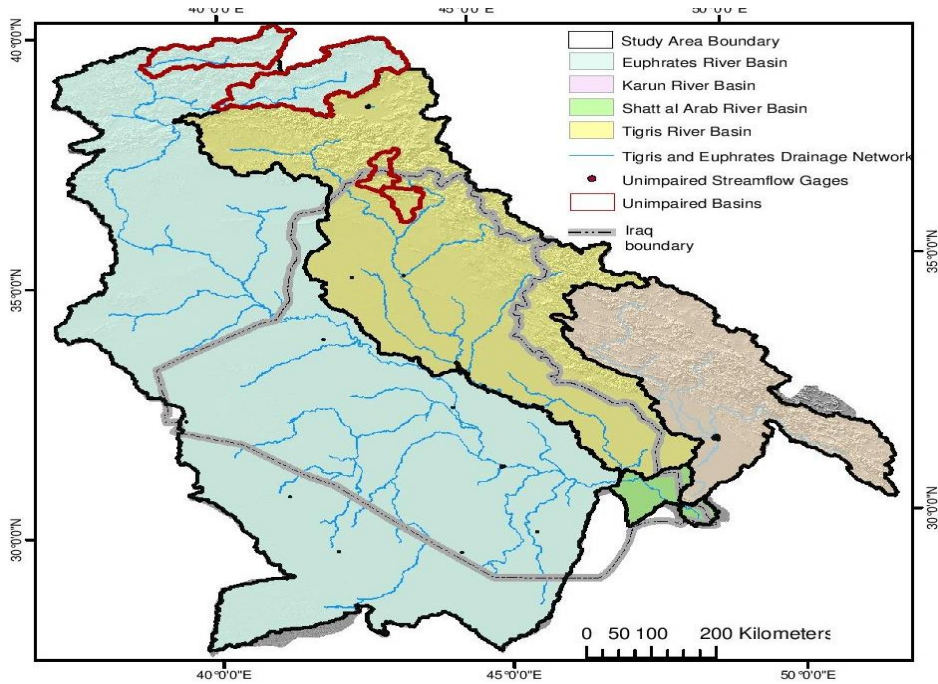 40°0'0"E 45°0'0"E 50°0'0"E
40°0'0"N
Study Area Boundary
Euphrates River Basin
Karun River Basin
Shatt al Arab River Basin
Tigris River Basin
Tigris and Euphrates Drainage Network
Unimpaired Streamflow Gages
Unimpaired Basins
Iraq
boundary
35°0'0"N
35°0'0"N
30°0'0"N
30°0'0"N
0 50 100 200 Kilometers
40°0'0"E 45°0'0"E 50°0'0"E